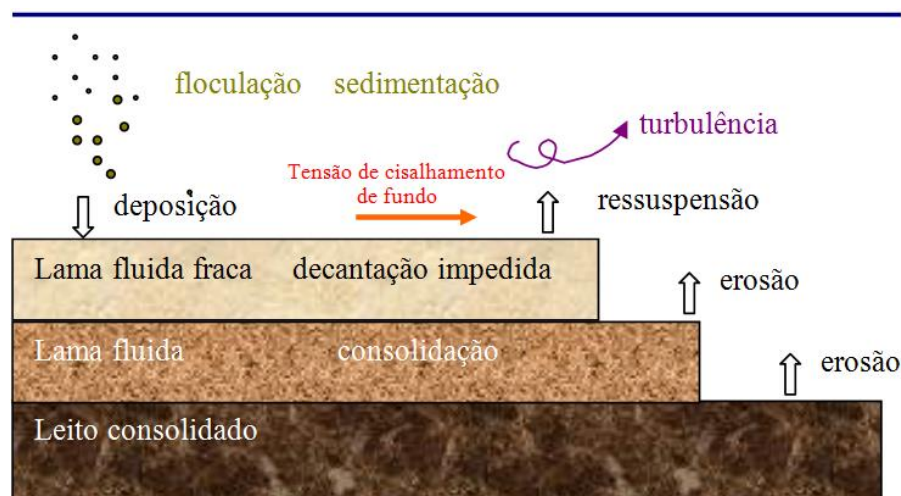 floculação sedimentação
turbulência
Tensão de cisalhamento
de fundo
deposição
ressuspensão
Lama fluida fraca decantação impedida
erosão
Lama fluida consolidação
erosão
Leito consolidado